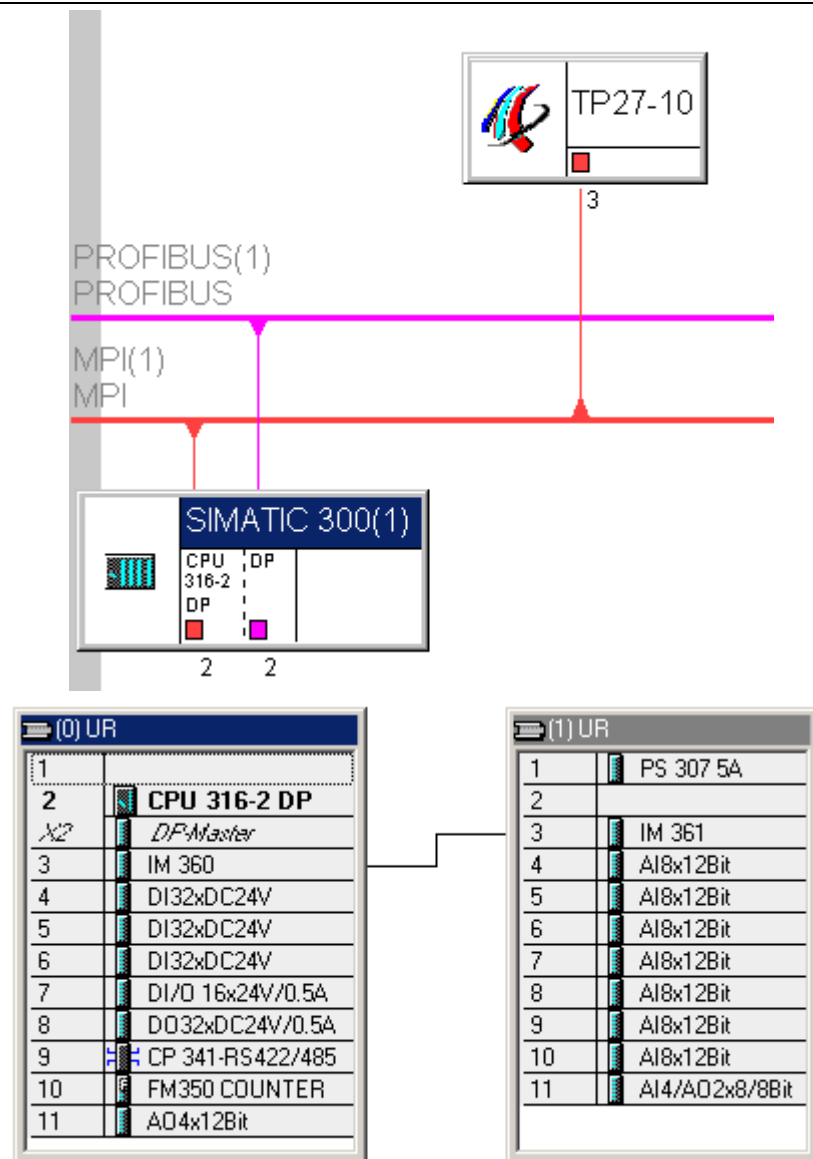 TP27-10
3
PROFIBUS(1)
PROFIBUS
MPI(1)
MPI
SIMATIC 300(1)
CPU 316-2 DP
DP
2 2
(0) UR
1
2 CPU 316-2 DP
X2 DP-Master
3 IM 360
4 DI32xDC24V
5 DI32xDC24V
6 DI32xDC24V
7 DI/O 16x24V/0.5A
8 DO32xDC24V/0.5A
9 CP 341-RS422/485
10 FM350 COUNTER
11 AO4x12Bit
(1) UR
1 PS 307 5A
2
3 IM 361
4 AI8x12Bit
5 AI8x12Bit
6 AI8x12Bit
7 AI8x12Bit
8 AI8x12Bit
9 AI8x12Bit
10 AI8x12Bit
11 AI4/AO2x8/8Bit